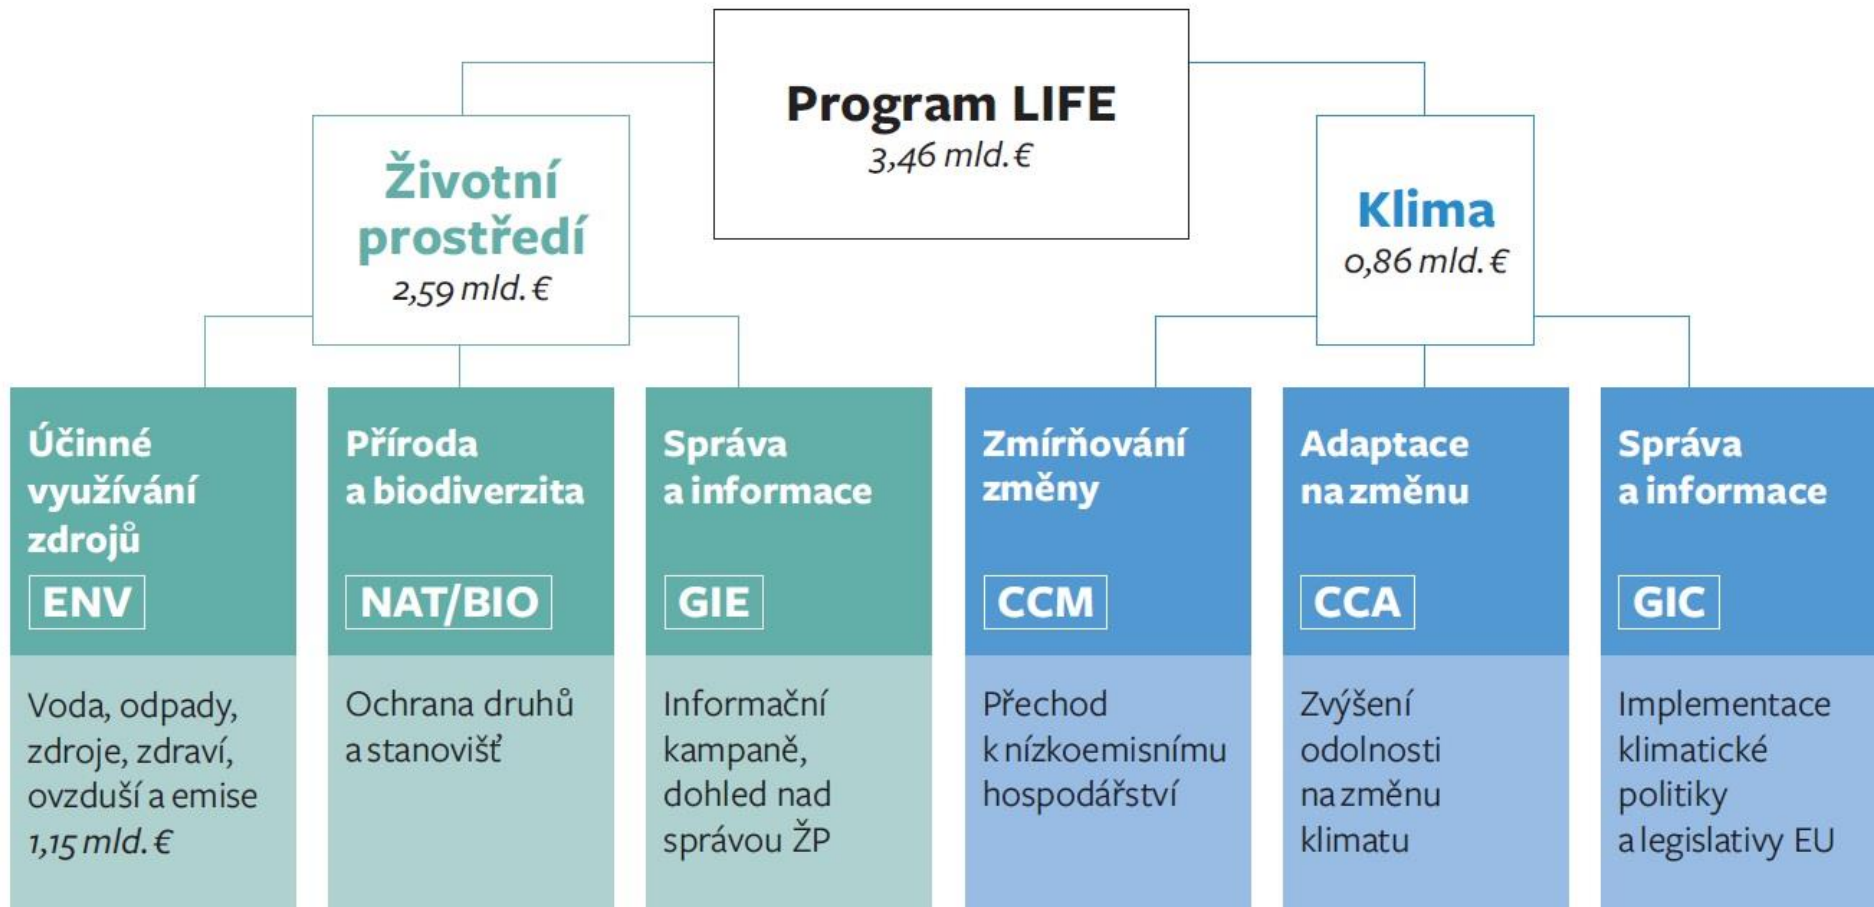 Program LIFE
3,46 mld. €
Životní
prostředí
2,59 mld. €
Klima
0,86 mld. €
Účinné
využívání
zdrojů
ENV
Voda, odpady,
zdroje, zdraví,
ovzduší a emise
1,15 mld. €
Příroda
a biodiverzita
NAT/BIO
Ochrana druhů
a stanovišť
Správa
a informace
GIE
Informační
kampaně,
dohled nad
správou ŽP
Zmírňování
změny
CCM
Přechod
k nízkoemisnímu
hospodářství
Adaptace
na změnu
CCA
Zvýšení
odolnosti
na změnu
klimatu
Správa
a informace
GIC
Implementace
klimatické
politiky
a legislativy EU